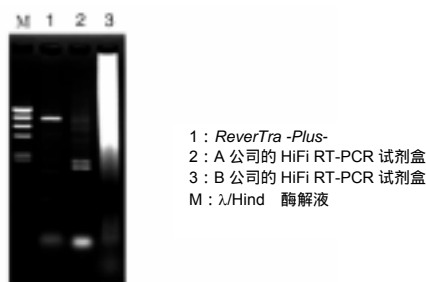 M 1 2 3
1：ReverTra -Plus-
2：A 公司的 HiFi RT-PCR 试剂盒
3：B 公司的 HiFi RT-PCR 试剂盒
M：λ/Hind 酶解液